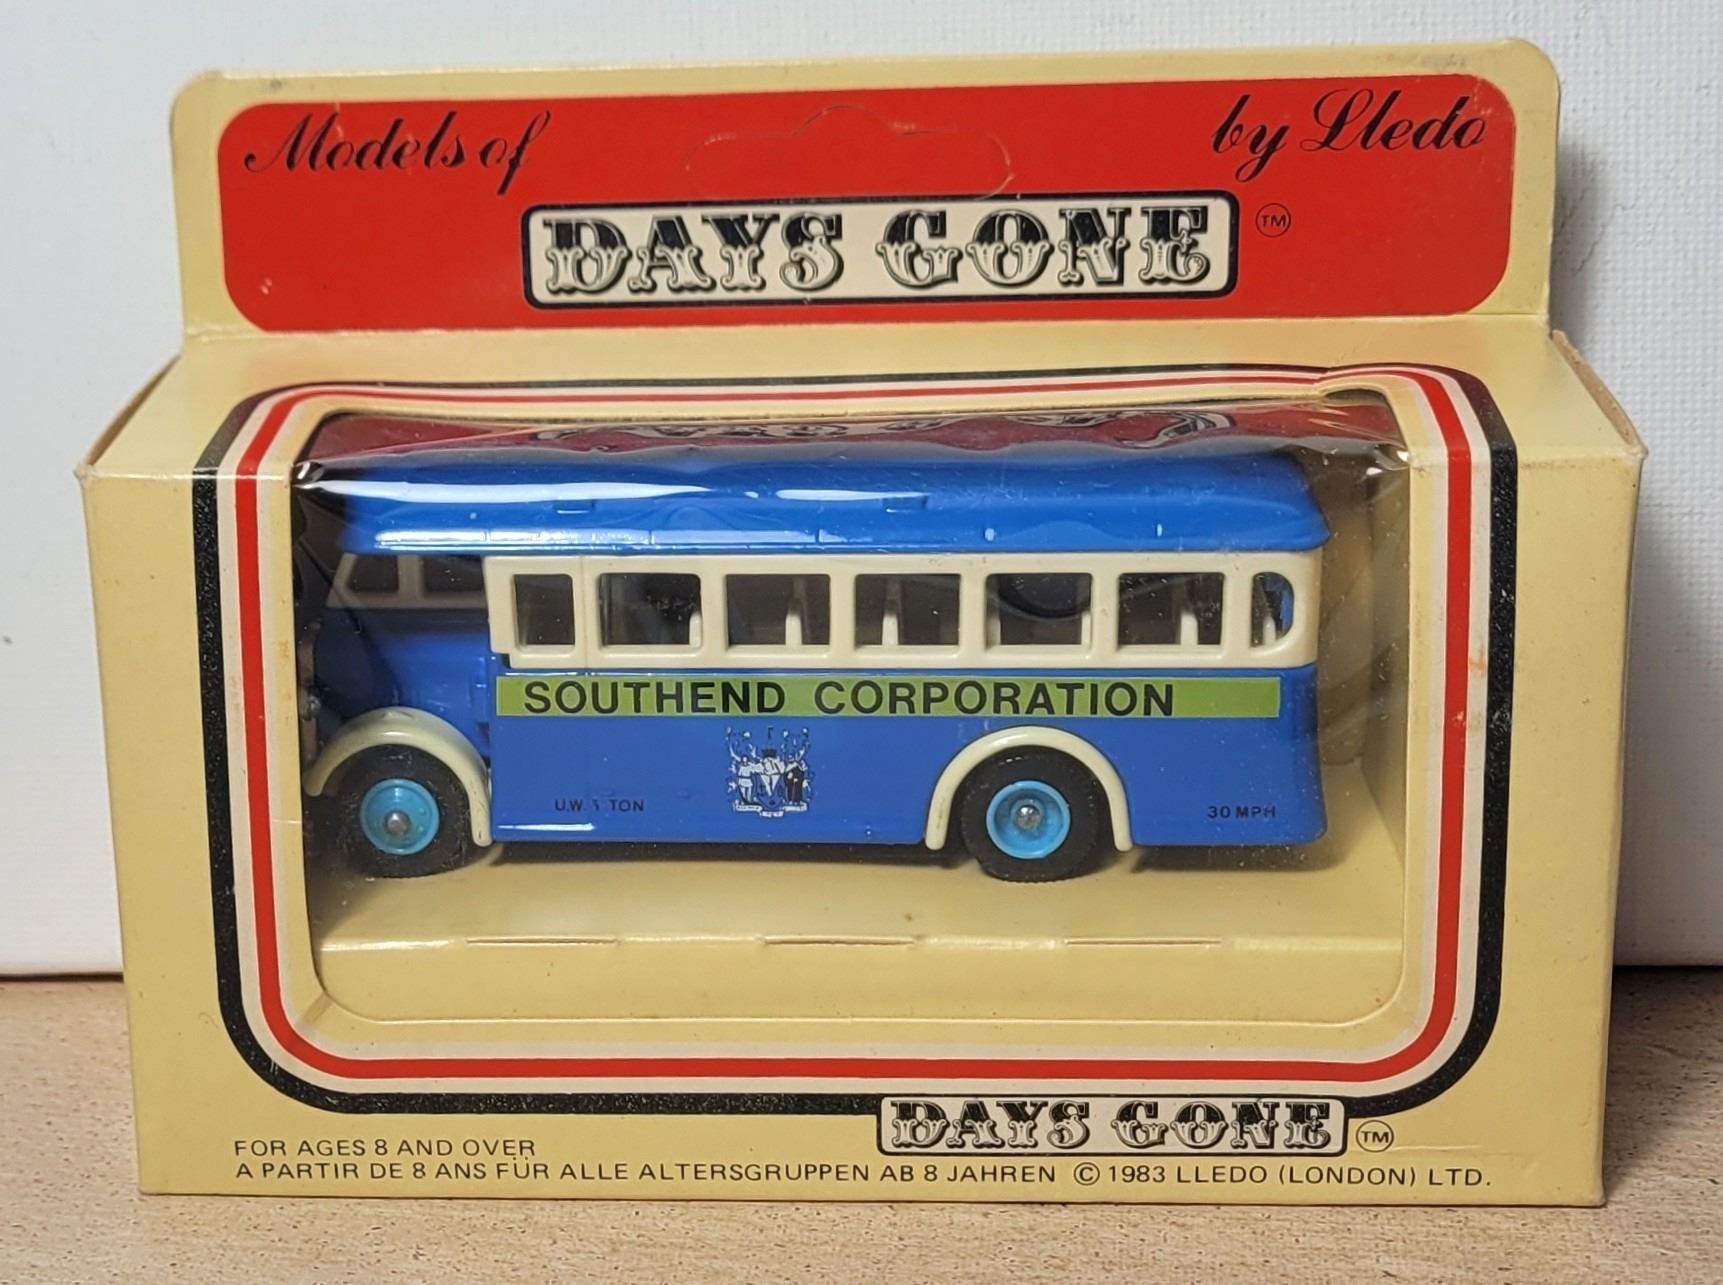 Models of
by Lledo
DAYS GONE TM
SOUTHEND CORPORATION
U.W. TON
30 MPH
DAYS GONE TM
FOR AGES 8 AND OVER
A PARTIR DE 8 ANS FÜR ALLE ALTERSGRUPPEN AB 8 JAHREN © 1983 LLEDO (LONDON) LTD.